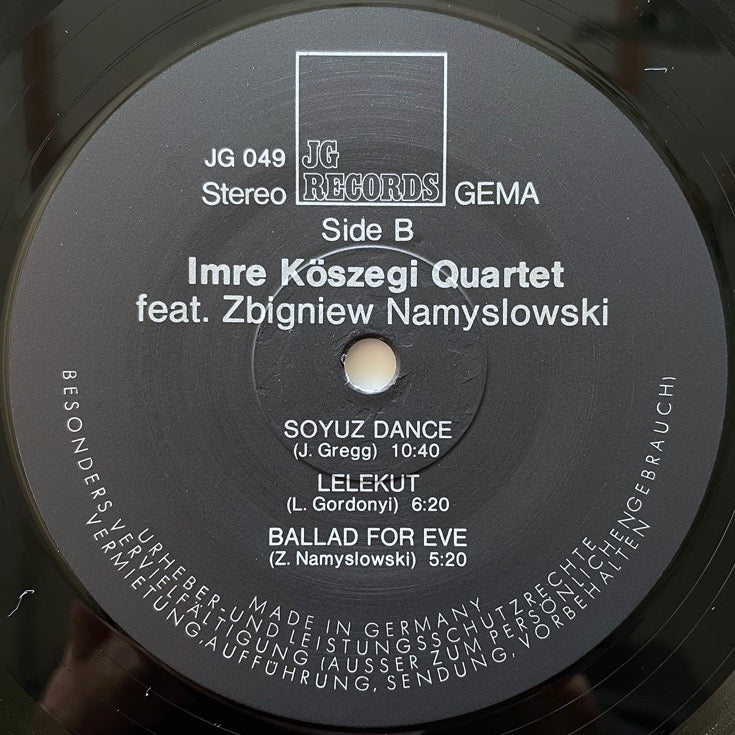 JG 049
JG
RECORDS
Stereo
GEMA
Side B
Imre Köszegi Quartet
feat. Zbigniew Namyslowski
SOYUZ DANCE
(J. Gregg) 10:40
LELEKUT
(L. Gordonyi) 6:20
BALLAD FOR EVE
(Z. Namyslowski) 5:20
MADE IN GERMANY
URHEBER-UND LEISTUNGSSCHUTZRECHTE
BESONDERS VERVIELFÄLTIGUNG (AUSSER ZUM PERSÖNLICHENGEBRAUCH)
VERMIETUNG,AUFFÜHRUNG, SENDUNG, VORBEHALTEN